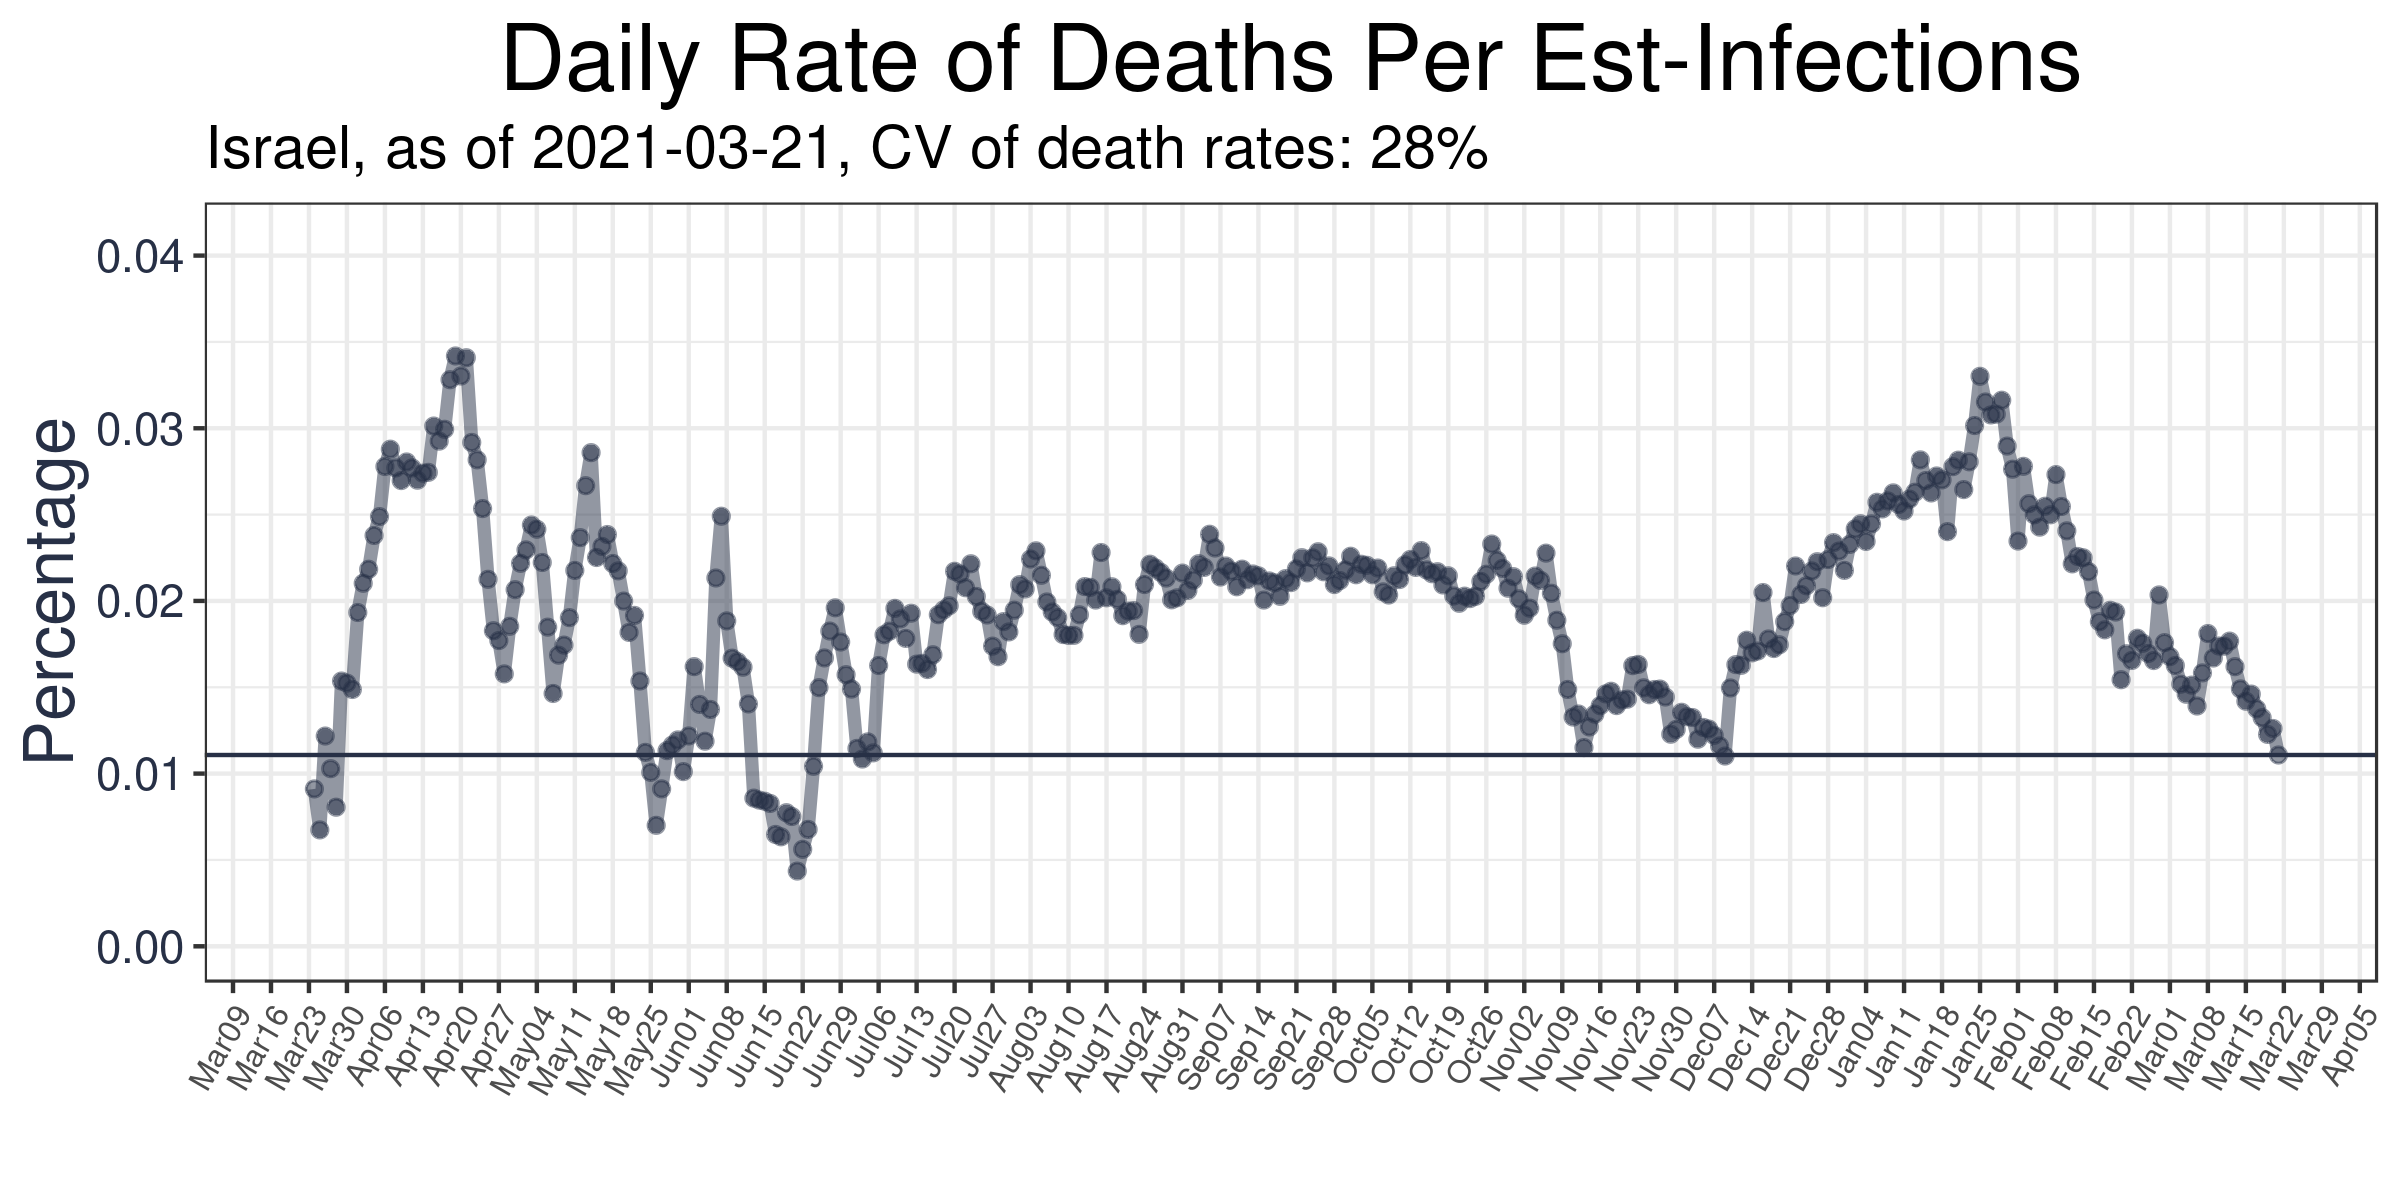 Daily Rate of Deaths Per Est-Infections
Israel, as of 2021-03-21, CV of death rates: 28%
Percentage
0.04
0.03
0.02
0.01
0.00
Mar09
Mar16
Mar23
Mar30
Apr06
Apr13
Apr20
Apr27
May04
May11
May18
May25
Jun01
Jun08
Jun15
Jun22
Jun29
Jul06
Jul13
Jul20
Jul27
Aug03
Aug10
Aug17
Aug24
Aug31
Sep07
Sep14
Sep21
Sep28
Oct05
Oct12
Oct19
Oct26
Nov02
Nov09
Nov16
Nov23
Nov30
Dec07
Dec14
Dec21
Dec28
Jan04
Jan11
Jan18
Jan25
Feb01
Feb08
Feb15
Feb22
Mar01
Mar08
Mar15
Mar22
Mar29
Apr05